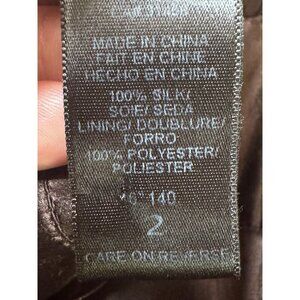 MADE IN CHINA
FAIT EN CHINE
HECHO EN CHINA
100% SILK/
SOIE/SEDA
LINING/DOUBLURE/
FORRO
100% POLYESTER/
POLIESTER
140
2
CARE ON REVERSE